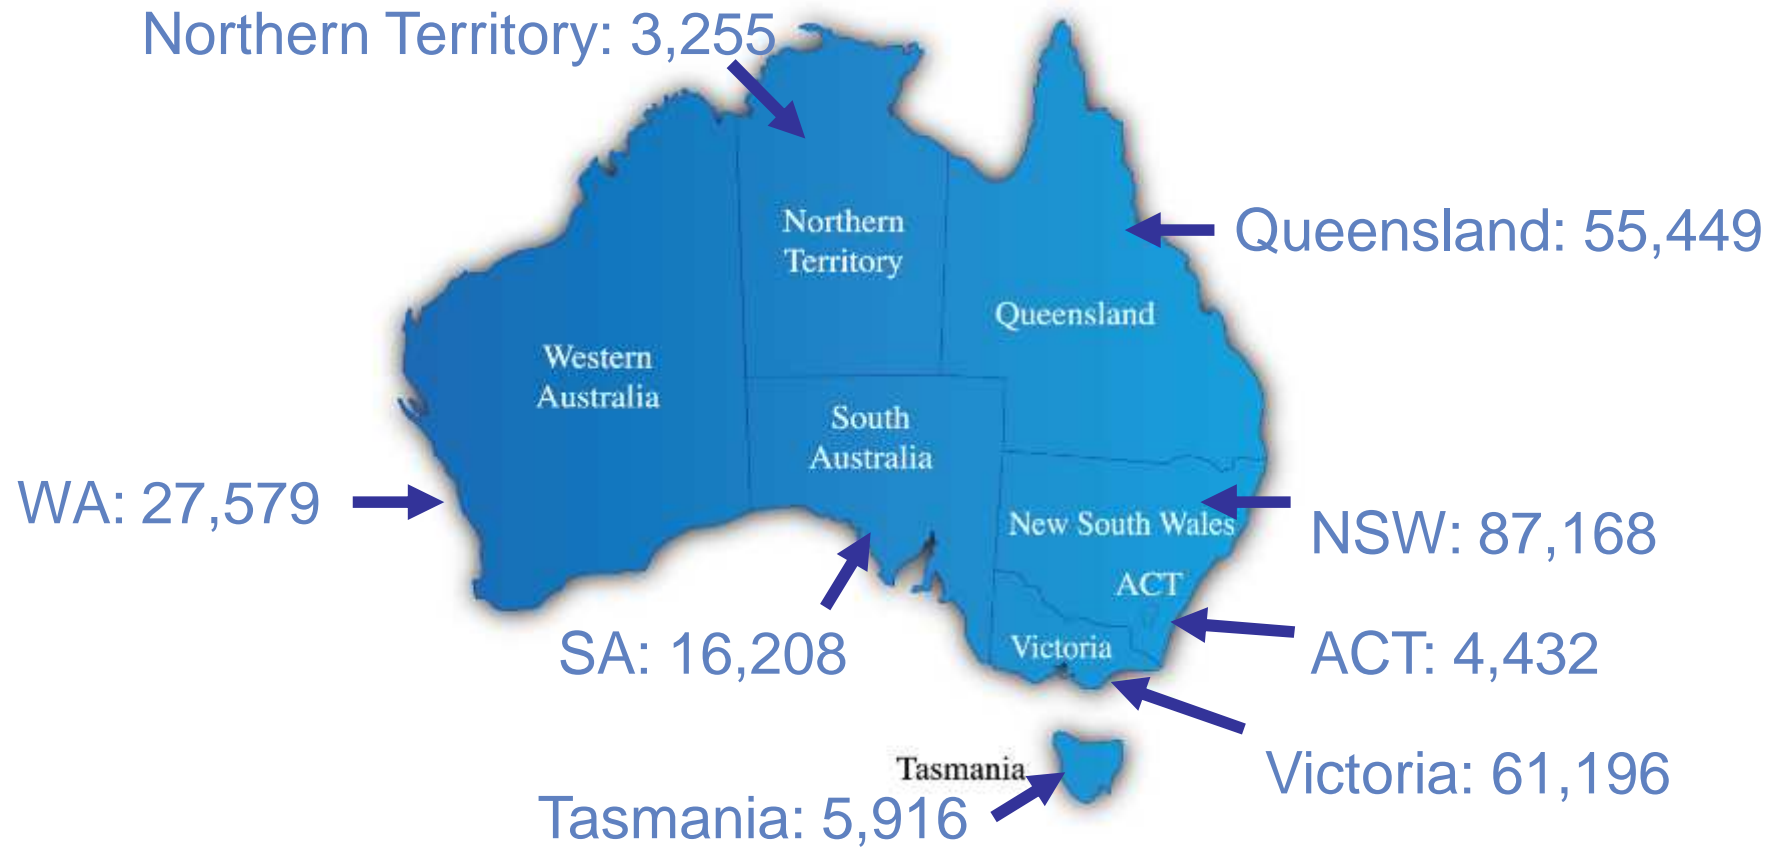 Northern Territory: 3,255
Northern
Territory
Queensland: 55,449
Queensland
Western
Australia
South
Australia
WA: 27,579
New South Wales
NSW: 87,168
ACT
SA: 16,208
Victoria
ACT: 4,432
Tasmania
Victoria: 61,196
Tasmania: 5,916